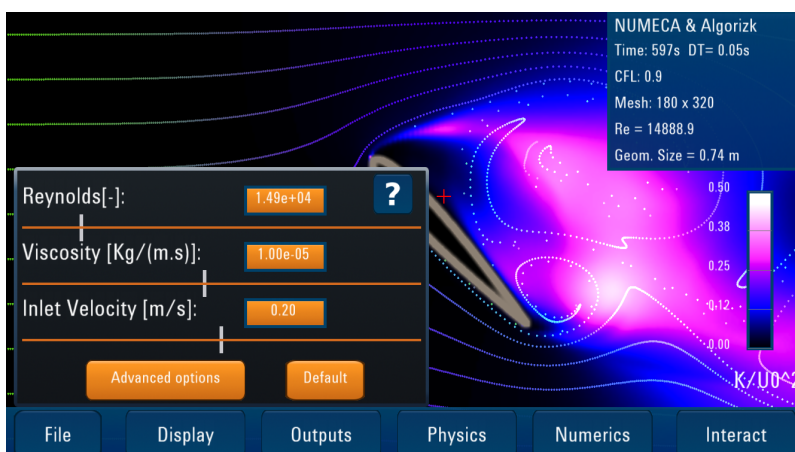 NUMECA & Algorizk
Time: 597s DT= 0.05s
CFL: 0.9
Mesh: 180 x 320
Re = 14888.9
Geom. Size = 0.74 m
Reynolds[-]: 1.49e+04 ?
Viscosity [Kg/(m.s)]: 1.00e-05
Inlet Velocity [m/s]: 0.20
Advanced options Default
0.50
0.38
0.25
0.12
0.00
K/U0^2
File Display Outputs Physics Numerics Interact